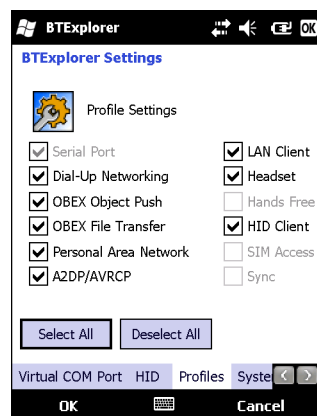 BTExplorer OK
BTExplorer Settings
Profile Settings
Serial Port
Dial-Up Networking
OBEX Object Push
OBEX File Transfer
Personal Area Network
A2DP/AVRCP
LAN Client
Headset
Hands Free
HID Client
SIM Access
Sync
Select All Deselect All
Virtual COM Port HID Profiles Syste
OK Cancel